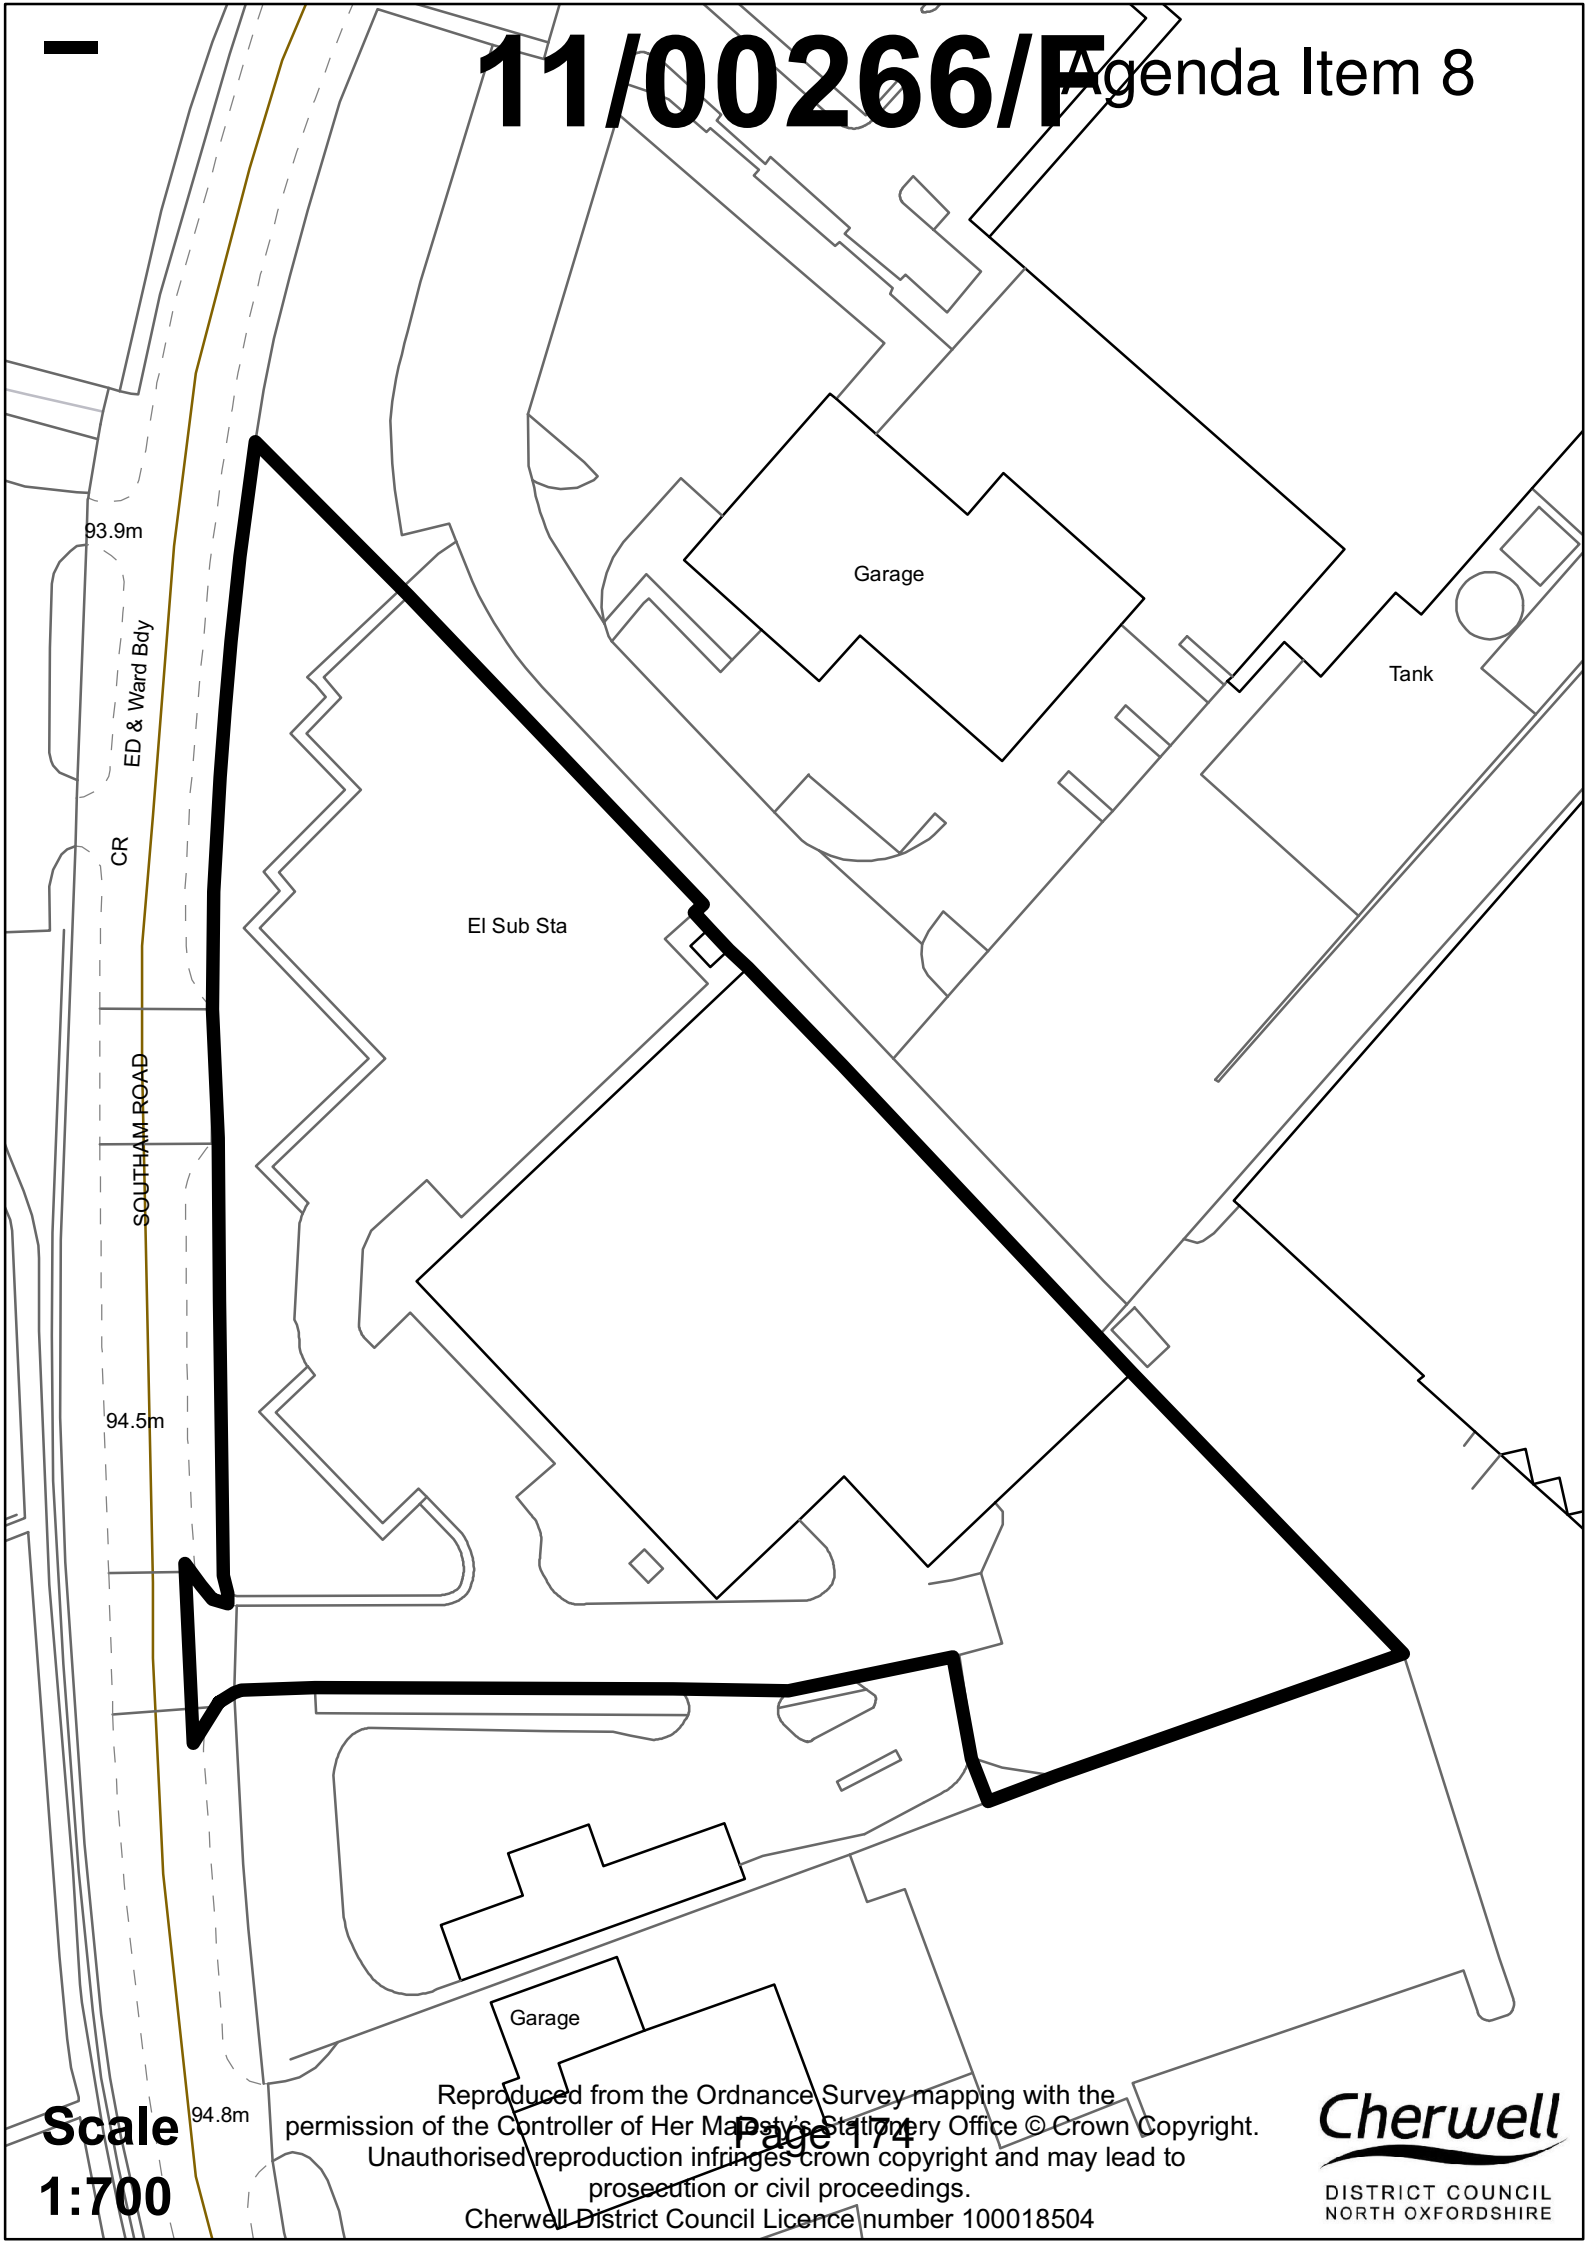 11/00266/F
Agenda Item 8
93.9m
ED & Ward Bdy
Garage
Tank
CR
El Sub Sta
SOUTHAM ROAD
94.5m
Garage
Scale
1:700
94.8m
Reproduced from the Ordnance Survey mapping with the
permission of the Controller of Her Majesty's Stationery Office © Crown Copyright.
Page 174
Unauthorised reproduction infringes crown copyright and may lead to
prosecution or civil proceedings.
Cherwell District Council Licence number 100018504
Cherwell
DISTRICT COUNCIL
NORTH OXFORDSHIRE